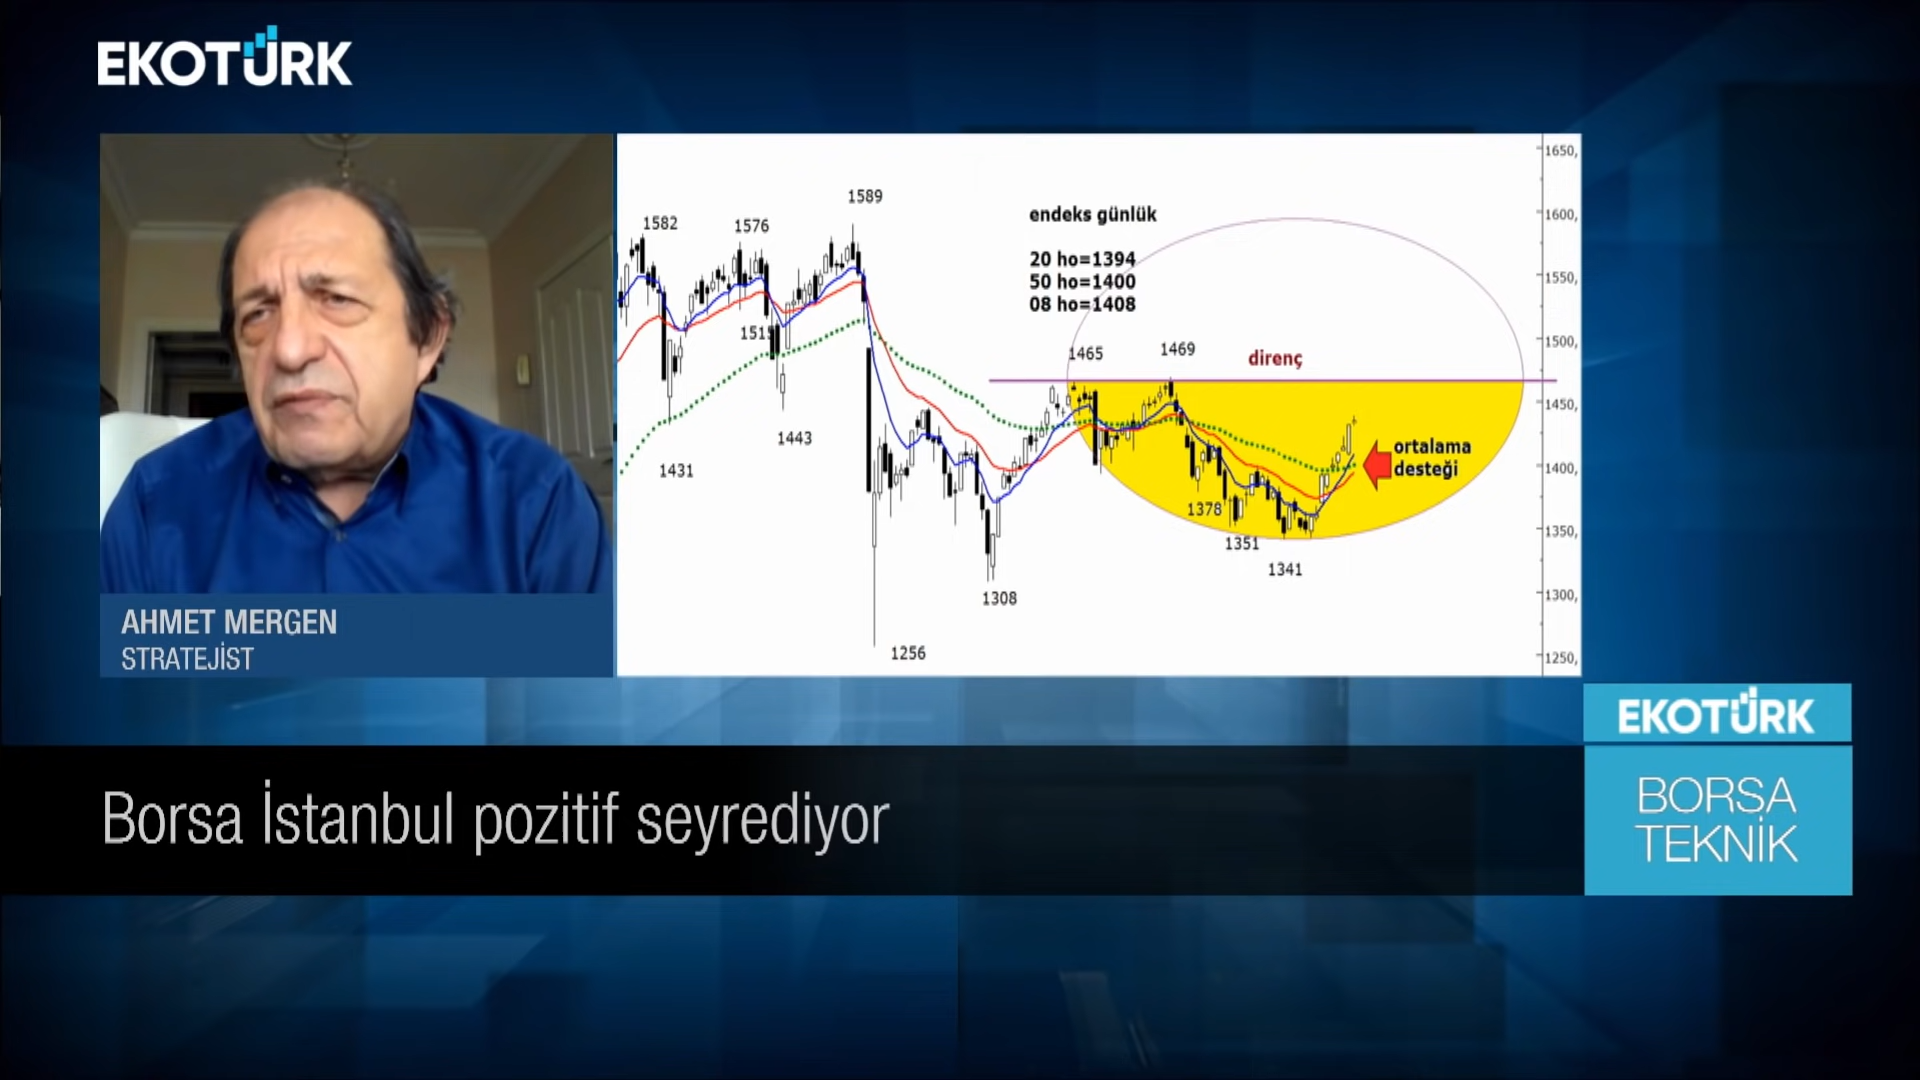 EKOTÜRK
1582
1576
1589
1515
1443
1431
1256
1308
endeks günlük
20 ho=1394
50 ho=1400
08 ho=1408
1465
1469
direnç
ortalama
desteği
1378
1351
1341
1650,
1600,
1550,
1500,
1450,
1400,
1350,
1300,
1250,
AHMET MERGEN
STRATEJİST
EKOTÜRK
Borsa İstanbul pozitif seyrediyor
BORSA
TEKNİK